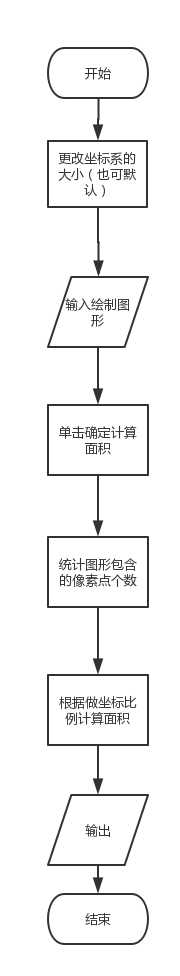 开始
更改坐标系的
大小（也可默
认）
输入绘制图
形
单击确定计算
面积
统计图形包含
的像素点个数
根据做坐标比
例计算面积
输出
结束